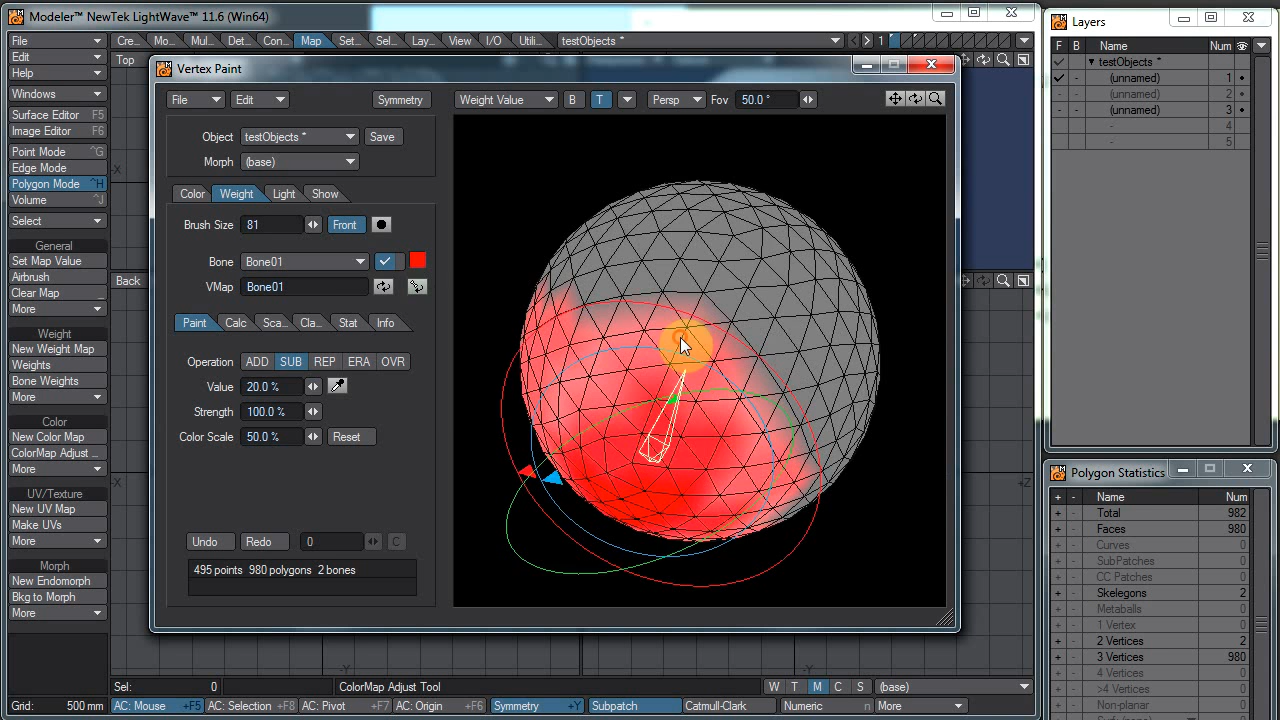 Modeler™ NewTek LightWave™ 11.6 (Win64)
File
Edit
Help
Windows
Surface Editor F5
Image Editor F6
Point Mode ^G
Edge Mode
Polygon Mode ^H
Volume ^J
Select
General
Set Map Value
Airbrush
Clear Map _
More
Weight
New Weight Map
Weights
Bone Weights
More
Color
New Color Map
ColorMap Adjust ...
More
UV/Texture
New UV Map
Make UVs
More
Morph
New Endomorph
Bkg to Morph
More
Cre... Mo... Mul... Det... Con... Map Set... Sel... Lay... View I/O Utili... testObjects * 1
Top
Back
Vertex Paint
File Edit Symmetry Weight Value B T Persp Fov 50.0 °
Object testObjects * Save
Morph (base)
Color Weight Light Show
Brush Size 81 Front
Bone Bone01
VMap Bone01
Paint Calc Sca... Cla... Stat Info
Operation ADD SUB REP ERA OVR
Value 20.0 %
Strength 100.0 %
Color Scale 50.0 % Reset
Undo Redo 0 C
495 points 980 polygons 2 bones
Layers
F B Name Num
testObjects *
(unnamed) 1
(unnamed) 2
(unnamed) 3
- 4
- 5
Polygon Statistics
+ - Name Num
+ - Total 982
+ - Faces 980
+ - Curves 0
+ - SubPatches 0
+ - CC Patches 0
+ - Skelegons 2
+ - Metaballs 0
+ - 1 Vertex 0
+ - 2 Vertices 2
+ - 3 Vertices 980
+ - 4 Vertices 0
+ - >4 Vertices 0
+ - Non-planar 0
-X
-X
+Z
-Y
-Y
Sel: 0 ColorMap Adjust Tool W T M C S (base)
Grid: 500 mm AC: Mouse +F5 AC: Selection +F8 AC: Pivot +F7 AC: Origin +F6 Symmetry +Y Subpatch Catmull-Clark Numeric n More